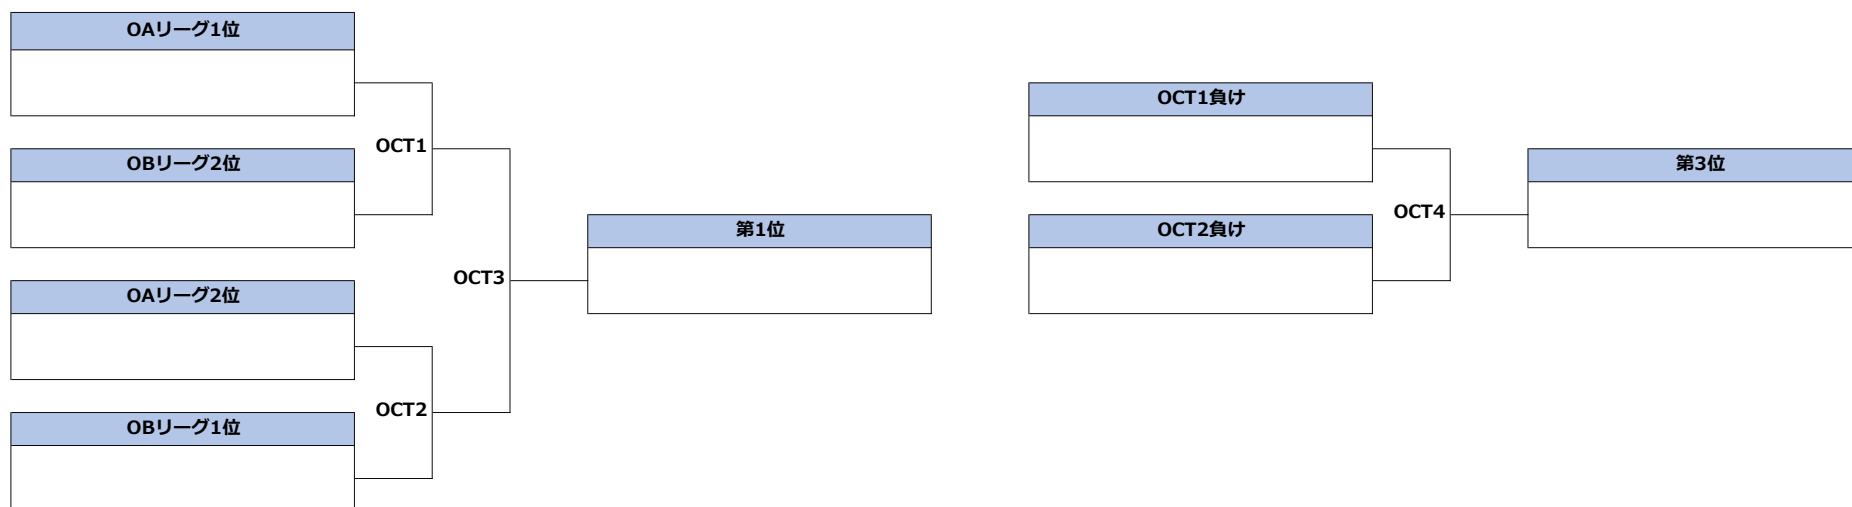 OAリーグ1位
OCT1
OBリーグ2位
OCT3
第1位
OAリーグ2位
OCT2
OBリーグ1位
OCT1負け
OCT4
第3位
OCT2負け